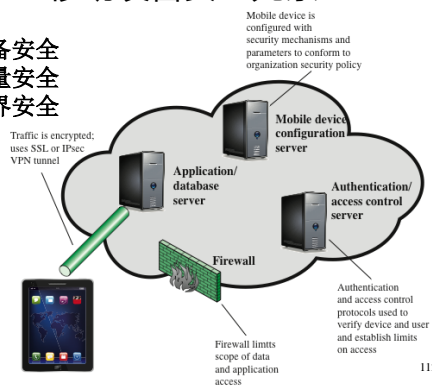 Mobile device is
configured with
security mechanisms and
parameters to conform to
organization security policy
备安全
量安全
界安全
Traffic is encrypted;
uses SSL or IPsec
VPN tunnel
Mobile device
configuration
server
Application/
database
server
Authentication/
access control
server
Firewall
Authentication
and access control
protocols used to
verify device and user
and establish limits
on access
Firewall limtts
scope of data
and application
access
11